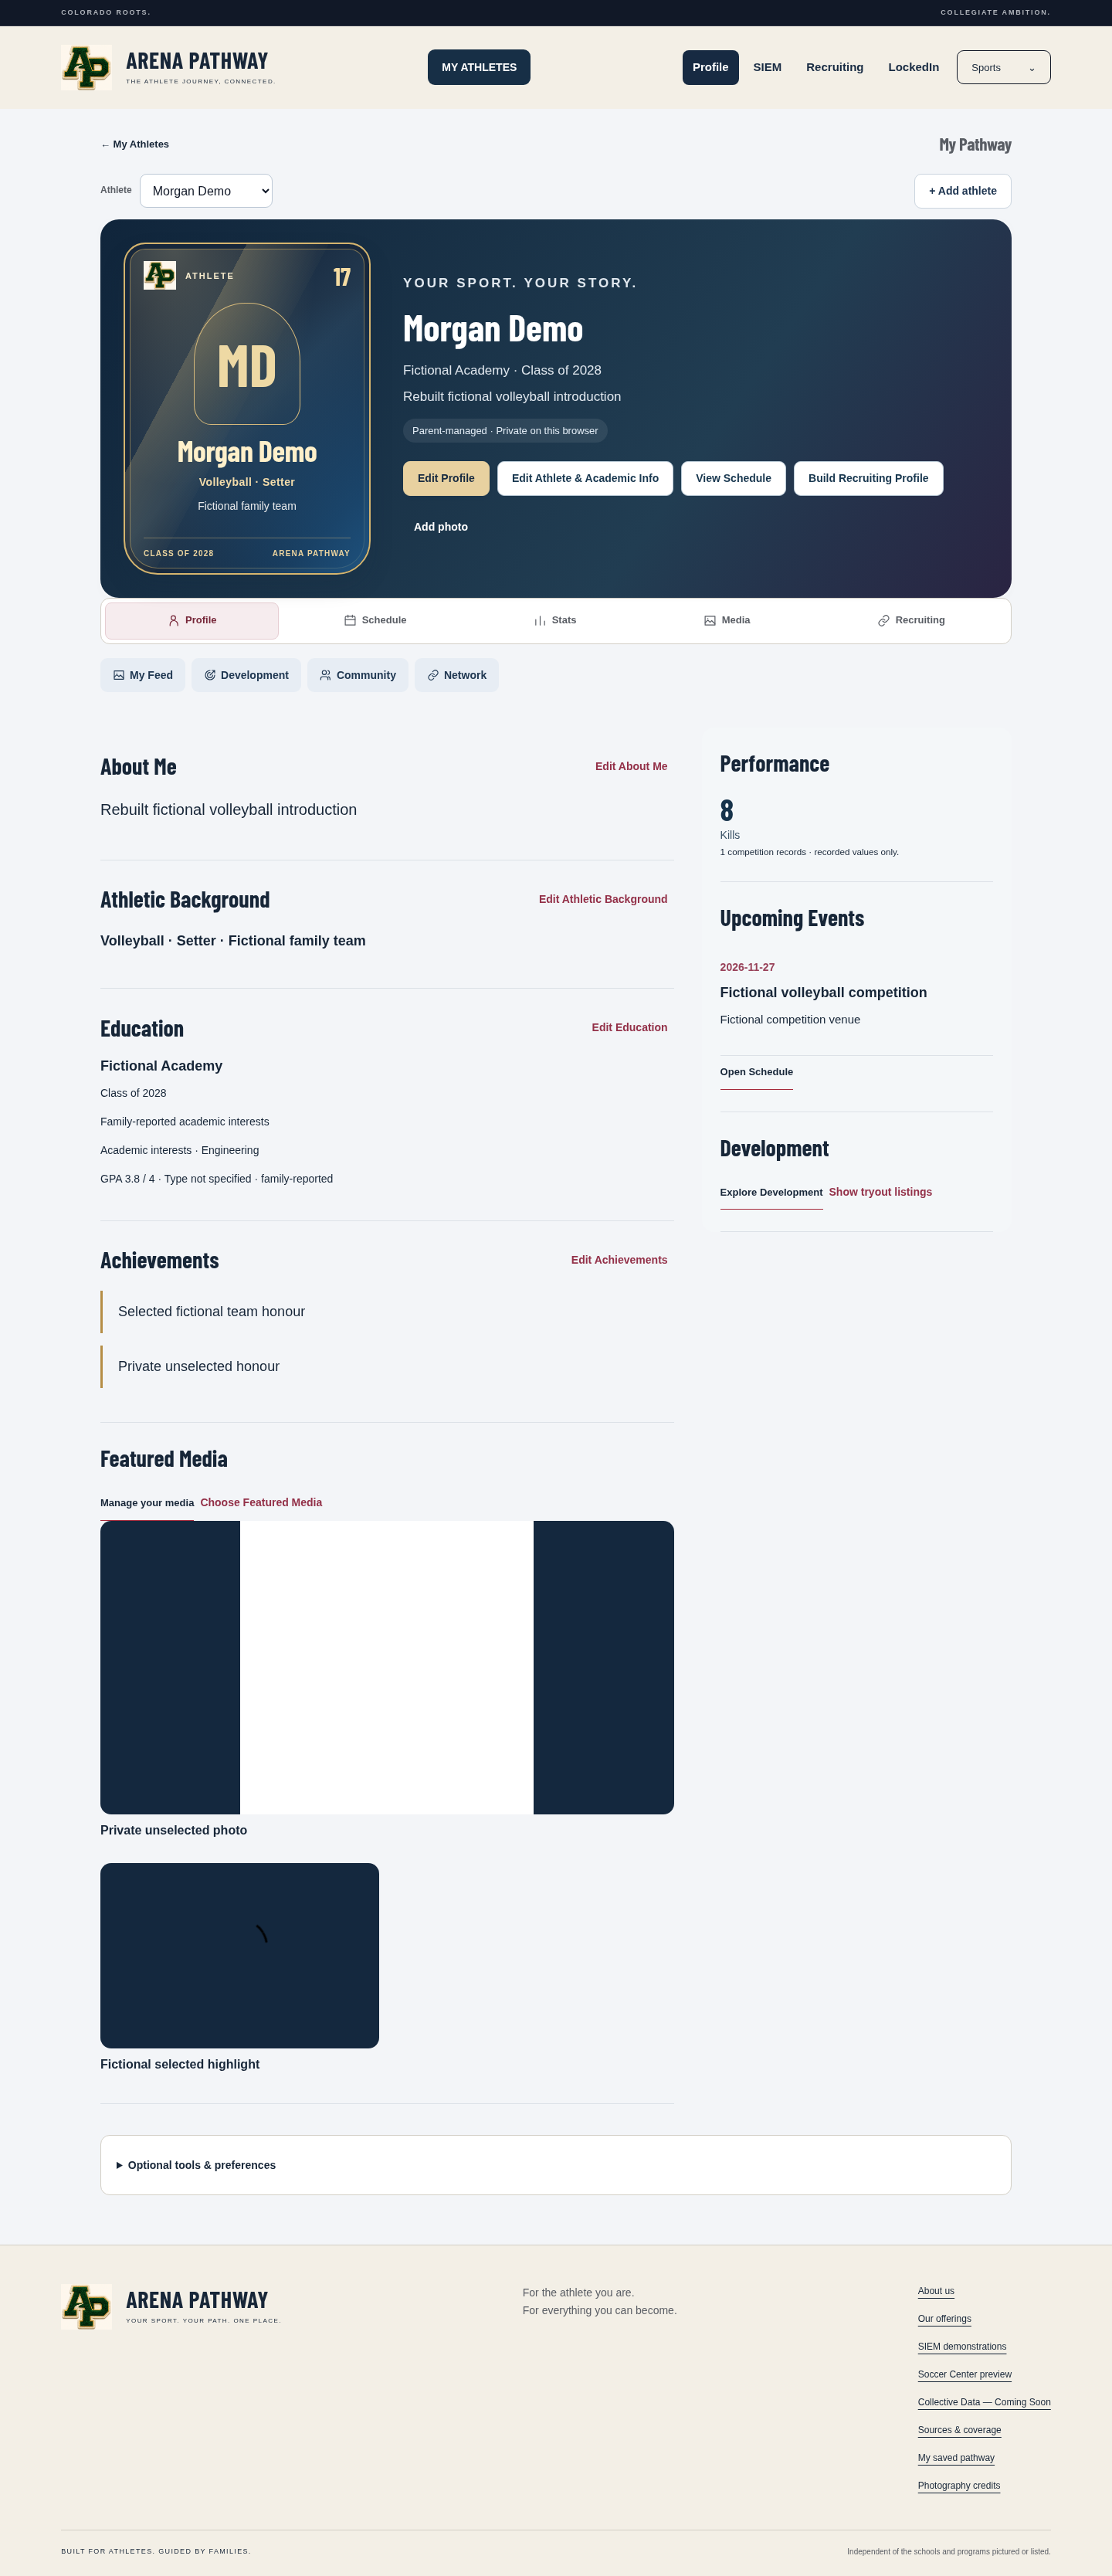 COLORADO ROOTS.
COLLEGIATE AMBITION.
AP
ARENA PATHWAY
THE ATHLETE JOURNEY, CONNECTED.
MY ATHLETES
Profile
SIEM
Recruiting
LockedIn
Sports
← My Athletes
My Pathway
Athlete
Morgan Demo
+ Add athlete
AP
ATHLETE
17
MD
Morgan Demo
Volleyball · Setter
Fictional family team
CLASS OF 2028
ARENA PATHWAY
YOUR SPORT. YOUR STORY.
Morgan Demo
Fictional Academy · Class of 2028
Rebuilt fictional volleyball introduction
Parent-managed · Private on this browser
Edit Profile
Edit Athlete & Academic Info
View Schedule
Build Recruiting Profile
Add photo
Profile
Schedule
Stats
Media
Recruiting
My Feed
Development
Community
Network
About Me
Edit About Me
Rebuilt fictional volleyball introduction
Athletic Background
Edit Athletic Background
Volleyball · Setter · Fictional family team
Education
Edit Education
Fictional Academy
Class of 2028
Family-reported academic interests
Academic interests · Engineering
GPA 3.8 / 4 · Type not specified · family-reported
Achievements
Edit Achievements
Selected fictional team honour
Private unselected honour
Featured Media
Manage your media
Choose Featured Media
Private unselected photo
Fictional selected highlight
Performance
8
Kills
1 competition records · recorded values only.
Upcoming Events
2026-11-27
Fictional volleyball competition
Fictional competition venue
Open Schedule
Development
Explore Development
Show tryout listings
▶ Optional tools & preferences
AP
ARENA PATHWAY
YOUR SPORT. YOUR PATH. ONE PLACE.
For the athlete you are.
For everything you can become.
About us
Our offerings
SIEM demonstrations
Soccer Center preview
Collective Data — Coming Soon
Sources & coverage
My saved pathway
Photography credits
BUILT FOR ATHLETES. GUIDED BY FAMILIES.
Independent of the schools and programs pictured or listed.